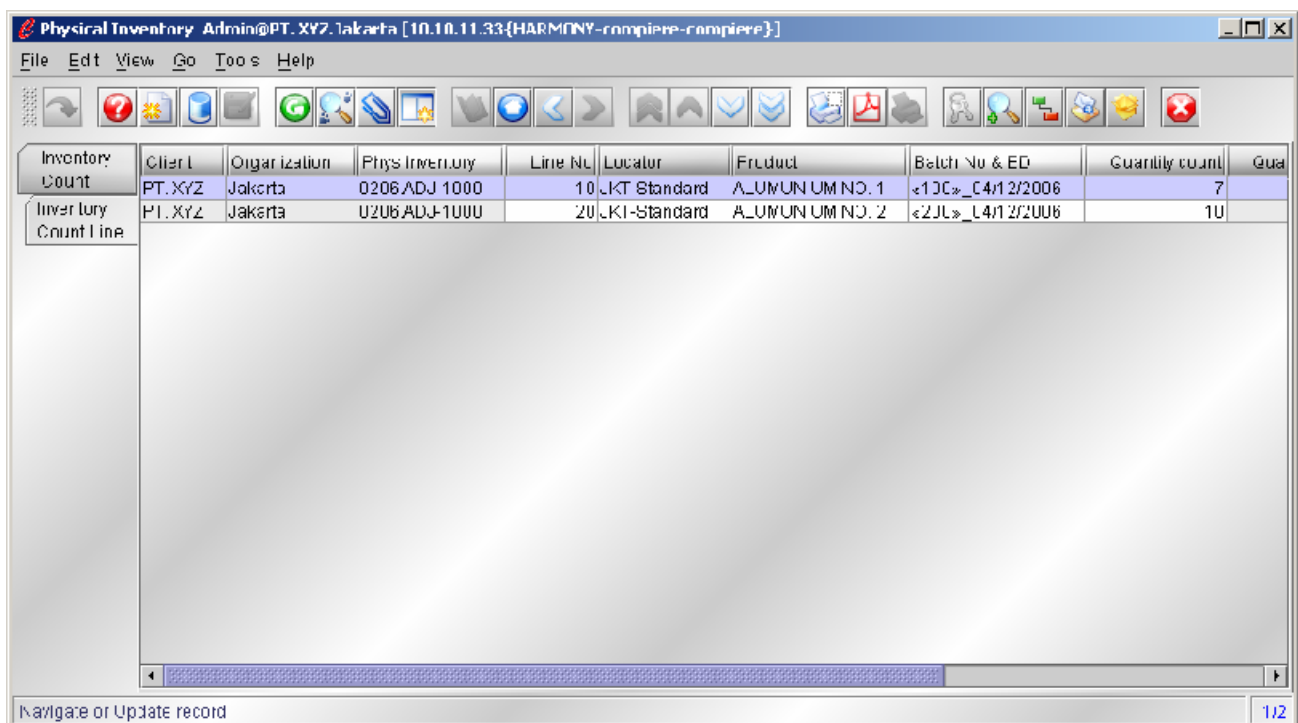 Physical Inventory Admin@PT. XYZ.Jakarta [10.10.11.33{HARMONY-compiere-compiere}]
File Edit View Go Tools Help
Inventory Count
Inventory Count Line
Client Organization Phys Inventory Line No Locator Product Batch No & ED Quantity count Qua
PT. XYZ Jakarta 0206ADJ-1000 10 JKT-Standard ALUMUNIUM NO. 1 «100»_04/12/2006 7
PT. XYZ Jakarta 0206ADJ-1000 20 JKT-Standard ALUMUNIUM NO. 2 «200»_04/12/2006 10
Navigate or Update record
1/2